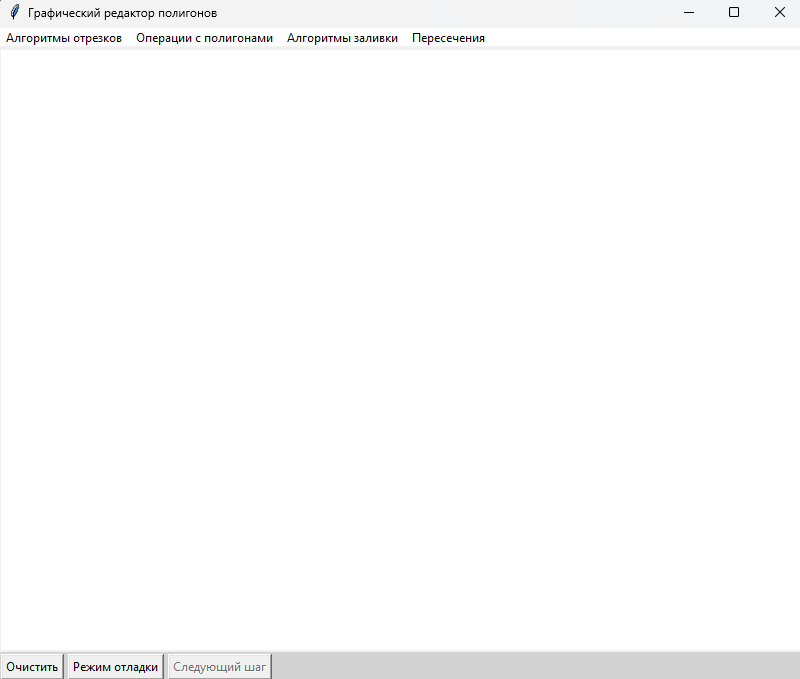 Графический редактор полигонов
Алгоритмы отрезков Операции с полигонами Алгоритмы заливки Пересечения
Очистить Режим отладки Следующий шаг